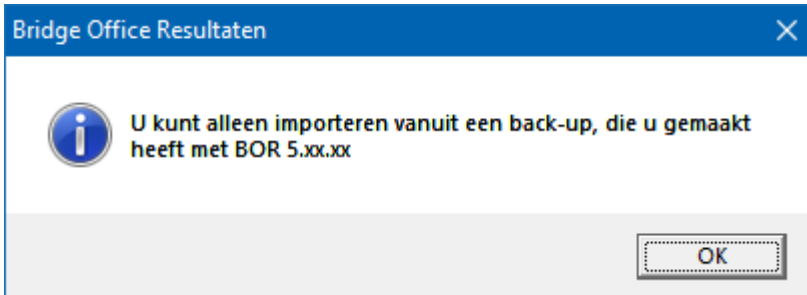 Bridge Office Resultaten
U kunt alleen importeren vanuit een back-up, die u gemaakt
heeft met BOR 5.xx.xx
OK